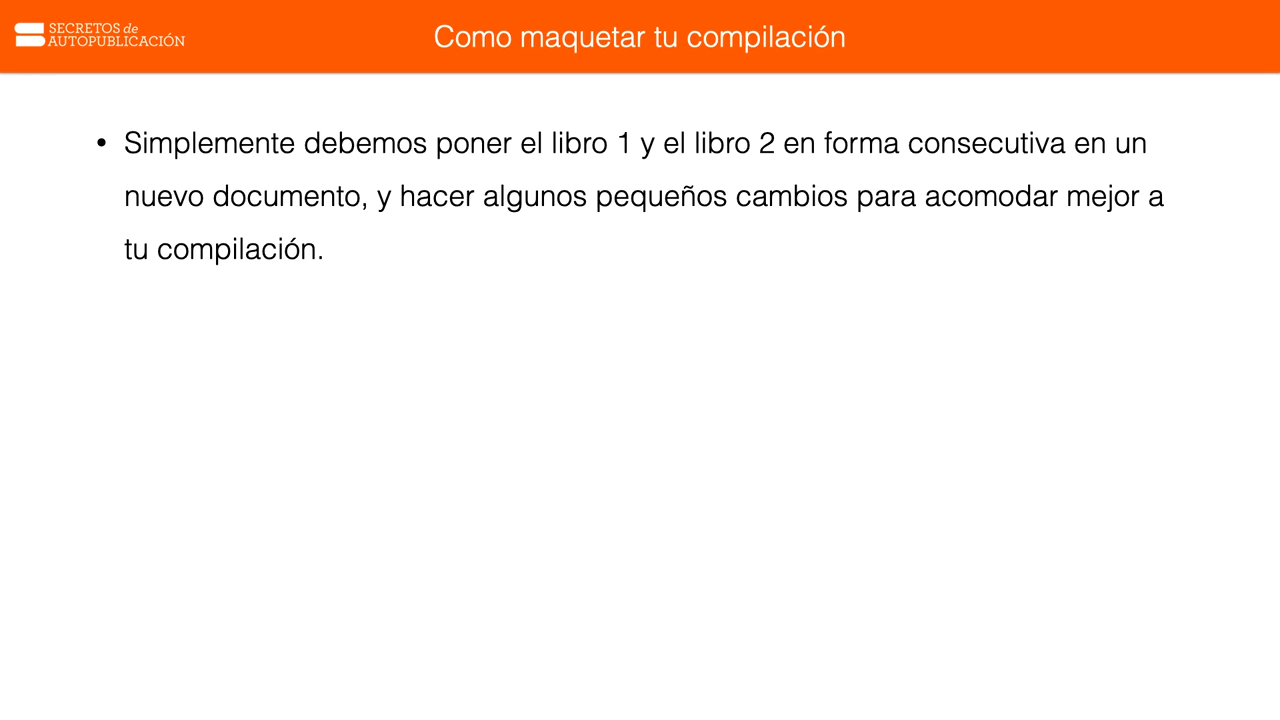 SECRETOS de
AUTOPUBLICACIÓN
Como maquetar tu compilación
• Simplemente debemos poner el libro 1 y el libro 2 en forma consecutiva en un
nuevo documento, y hacer algunos pequeños cambios para acomodar mejor a
tu compilación.